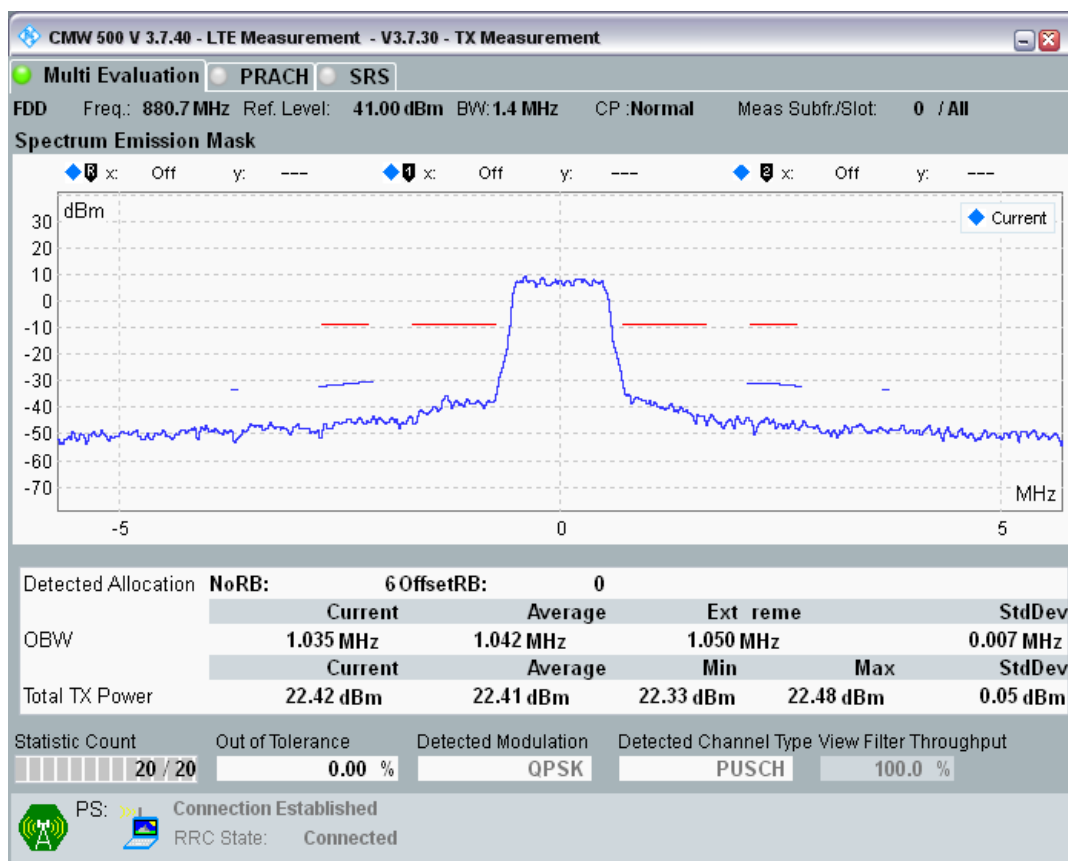 CMW 500 V 3.7.40 - LTE Measurement - V3.7.30 - TX Measurement
Multi Evaluation PRACH SRS
FDD Freq.: 880.7 MHz Ref. Level: 41.00 dBm BW: 1.4 MHz CP :Normal Meas Subfr./Slot: 0 / All
Spectrum Emission Mask
R x: Off y: --- 1 x: Off y: --- 2 x: Off y: ---
dBm
Current
30
20
10
0
-10
-20
-30
-40
-50
-60
-70
MHz
-5 0 5
Detected Allocation NoRB: 6 OffsetRB: 0
Current Average Ext reme StdDev
OBW 1.035 MHz 1.042 MHz 1.050 MHz 0.007 MHz
Current Average Min Max StdDev
Total TX Power 22.42 dBm 22.41 dBm 22.33 dBm 22.48 dBm 0.05 dBm
Statistic Count Out of Tolerance Detected Modulation Detected Channel Type View Filter Throughput
20 / 20 0.00 % QPSK PUSCH 100.0 %
PS: Connection Established
RRC State: Connected